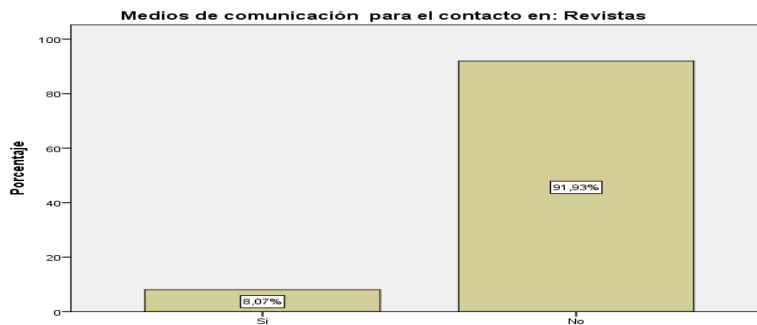 Medios de comunicación para el contacto en: Revistas
Porcentaje
100
80
60
40
20
0
91,93%
8,07%
Si
No